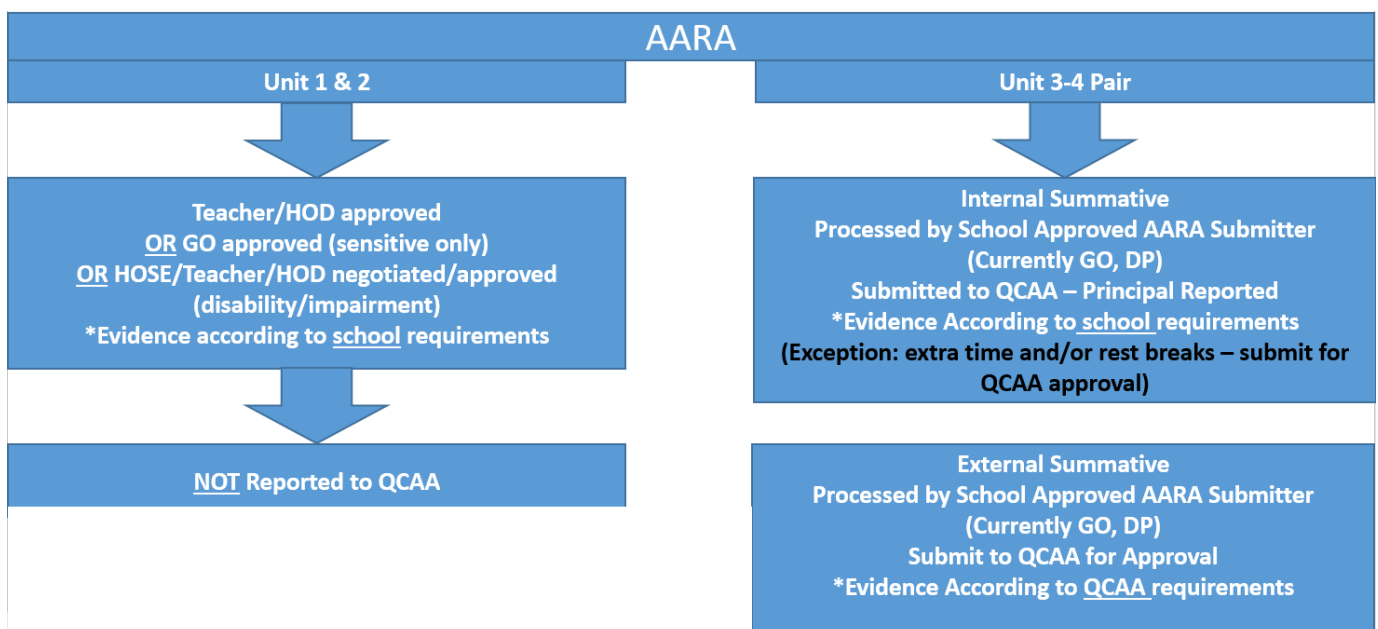 AARA
Unit 1 & 2
Unit 3-4 Pair
Teacher/HOD approved
OR GO approved (sensitive only)
OR HOSE/Teacher/HOD negotiated/approved
(disability/impairment)
*Evidence according to school requirements
NOT Reported to QCAA
Internal Summative
Processed by School Approved AARA Submitter
(Currently GO, DP)
Submitted to QCAA – Principal Reported
*Evidence According to school requirements
(Exception: extra time and/or rest breaks – submit for
QCAA approval)
External Summative
Processed by School Approved AARA Submitter
(Currently GO, DP)
Submit to QCAA for Approval
*Evidence According to QCAA requirements